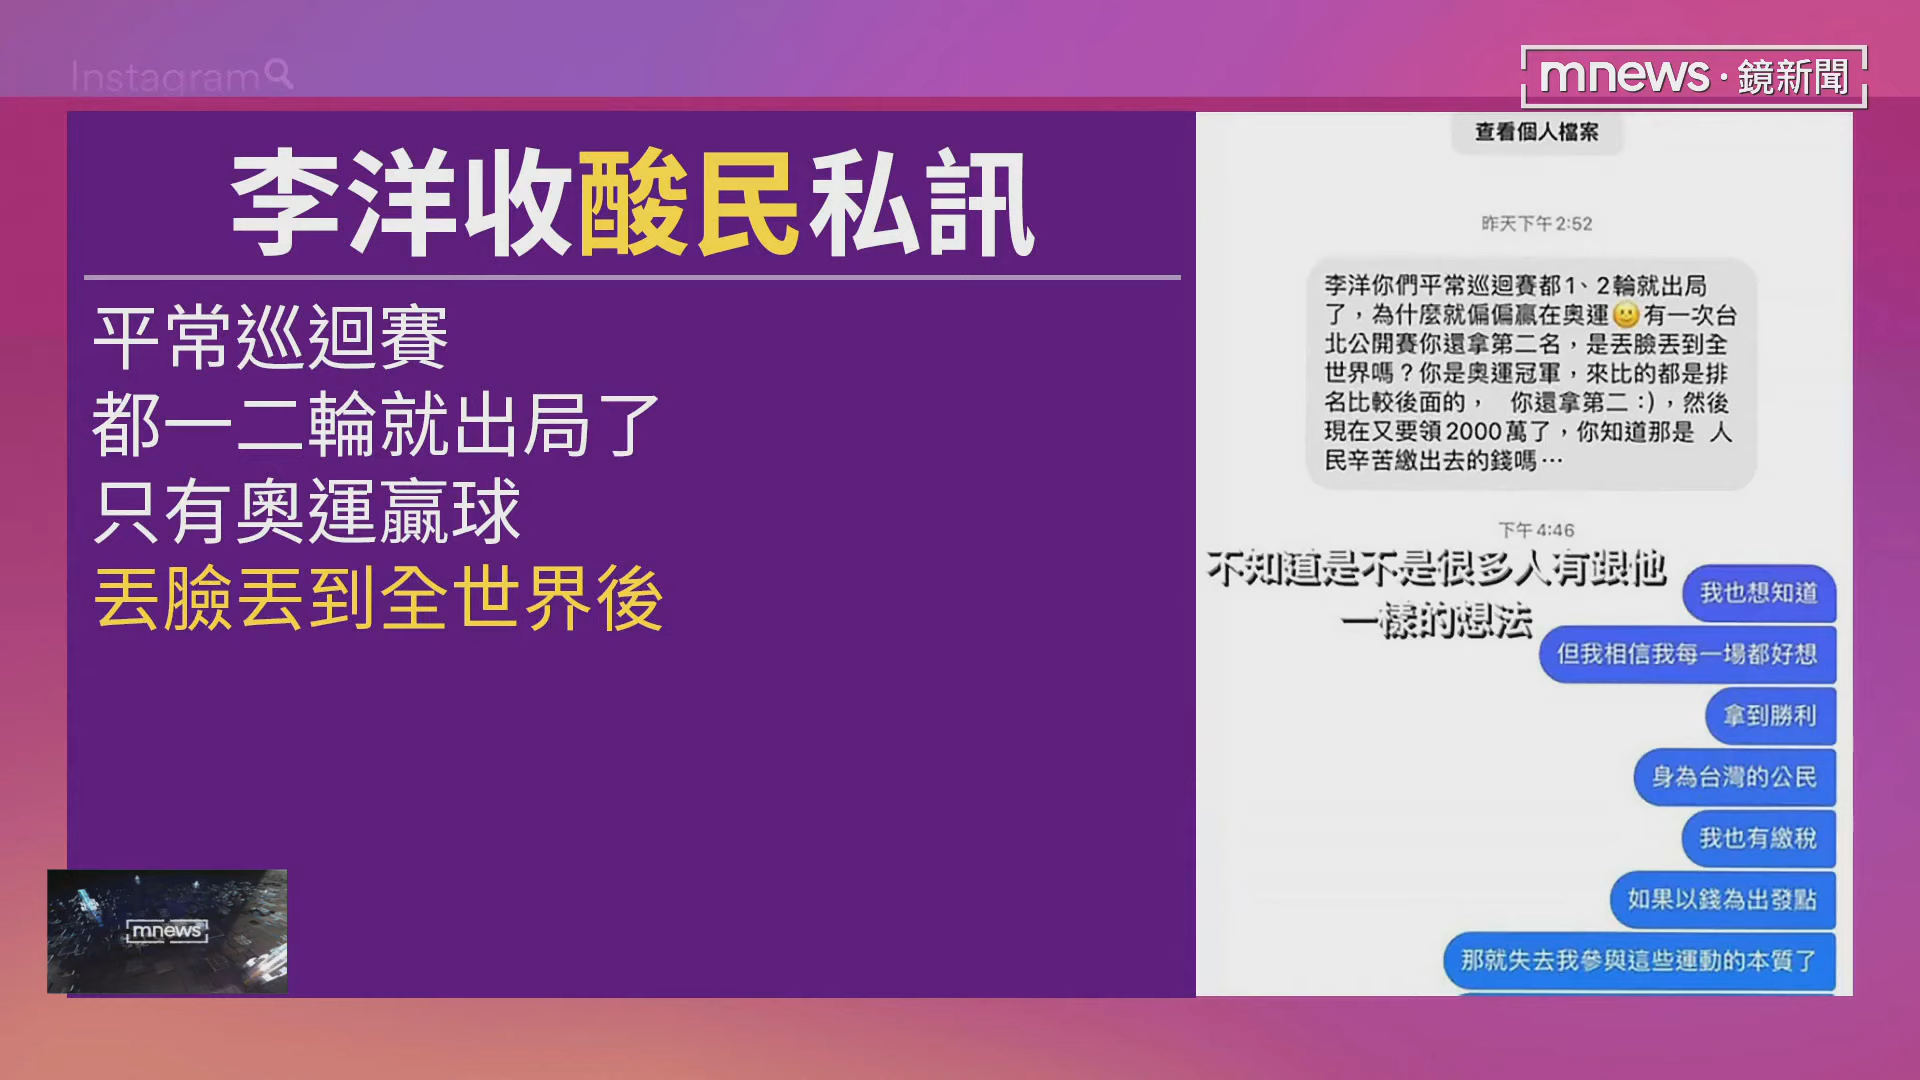 Instagram
mnews·鏡新聞
李洋收酸民私訊
平常巡迴賽
都一二輪就出局了
只有奧運贏球
丟臉丟到全世界後
mnews
查看個人檔案
昨天下午2:52
李洋你們平常巡迴賽都1、2輪就出局
了，為什麼就偏偏贏在奧運🙂有一次台
北公開賽你還拿第二名，是丟臉丟到全
世界嗎？你是奧運冠軍，來比的都是排
名比較後面的， 你還拿第二:)，然後
現在又要領2000萬了，你知道那是 人
民辛苦繳出去的錢嗎⋯
下午4:46
不知道是不是很多人有跟他
一樣的想法
我也想知道
但我相信我每一場都好想
拿到勝利
身為台灣的公民
我也有繳稅
如果以錢為出發點
那就失去我參與這些運動的本質了